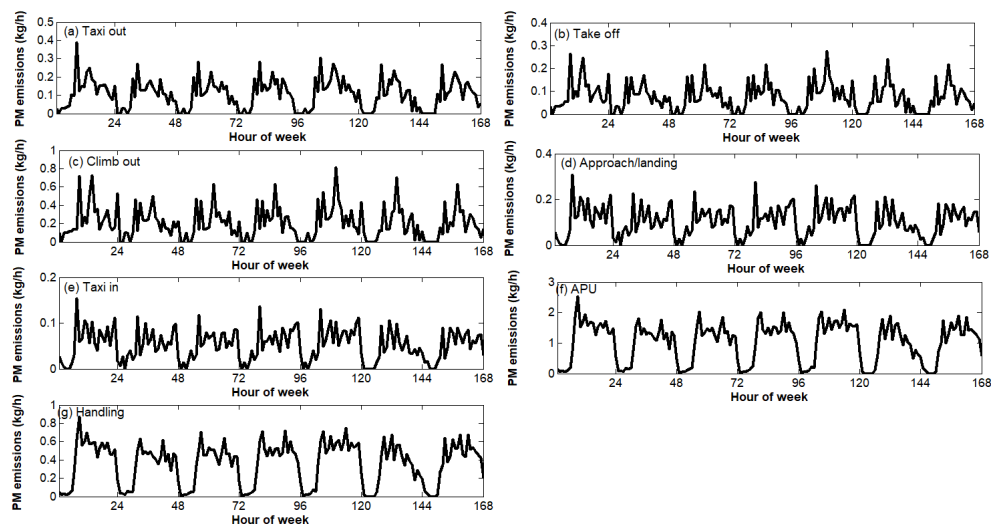 (a) Taxi out
PM emissions (kg/h)
0.5
0.4
0.3
0.2
0.1
0
24 48 72 96 120 144 168
Hour of week
(b) Take off
PM emissions (kg/h)
0.4
0.3
0.2
0.1
0
24 48 72 96 120 144 168
Hour of week
(c) Climb out
PM emissions (kg/h)
1
0.8
0.6
0.4
0.2
0
24 48 72 96 120 144 168
Hour of week
(d) Approach/landing
PM emissions (kg/h)
0.4
0.2
0
24 48 72 96 120 144 168
Hour of week
(e) Taxi in
PM emissions (kg/h)
0.2
0.1
0
24 48 72 96 120 144 168
Hour of week
(f) APU
PM emissions (kg/h)
3
2
1
0
24 48 72 96 120 144 168
Hour of week
(g) Handling
PM emissions (kg/h)
1
0.8
0.6
0.4
0.2
0
24 48 72 96 120 144 168
Hour of week